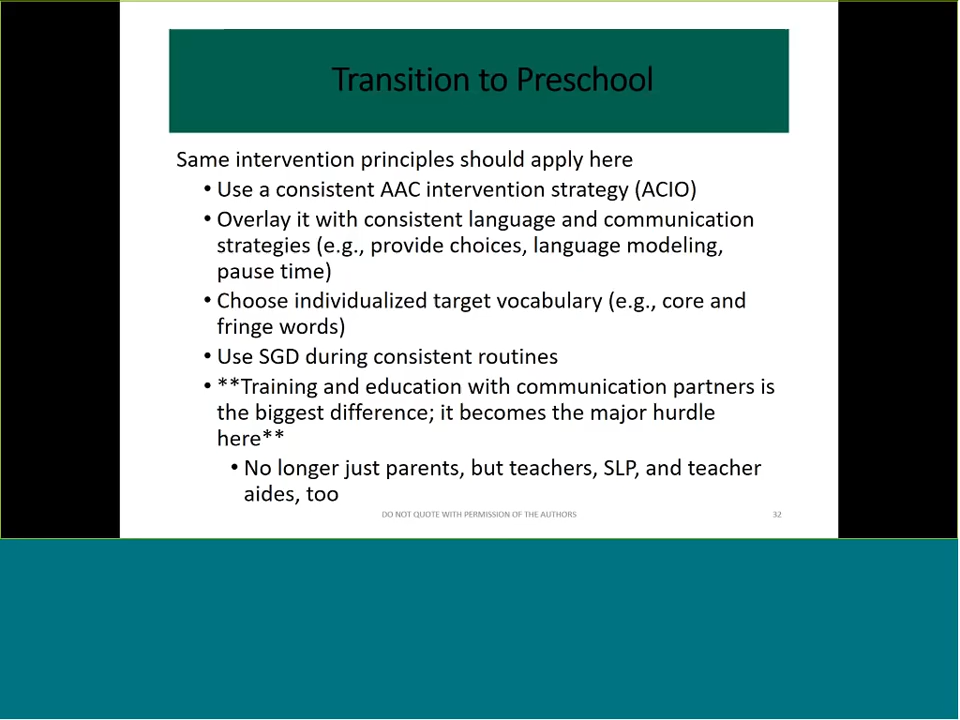 Transition to Preschool
Same intervention principles should apply here
• Use a consistent AAC intervention strategy (ACIO)
• Overlay it with consistent language and communication
strategies (e.g., provide choices, language modeling,
pause time)
• Choose individualized target vocabulary (e.g., core and
fringe words)
• Use SGD during consistent routines
• **Training and education with communication partners is
the biggest difference; it becomes the major hurdle
here**
• No longer just parents, but teachers, SLP, and teacher
aides, too
DO NOT QUOTE WITH PERMISSION OF THE AUTHORS
32